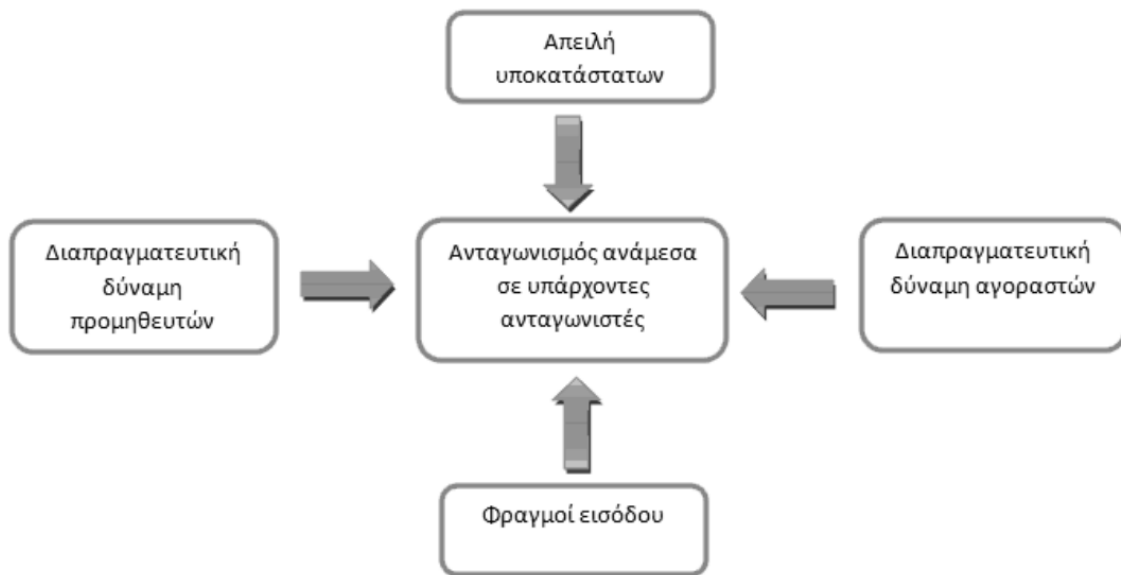 Απειλή
υποκατάστατων
Διαπραγματευτική
δύναμη
προμηθευτών
Ανταγωνισμός ανάμεσα
σε υπάρχοντες
ανταγωνιστές
Διαπραγματευτική
δύναμη αγοραστών
Φραγμοί εισόδου